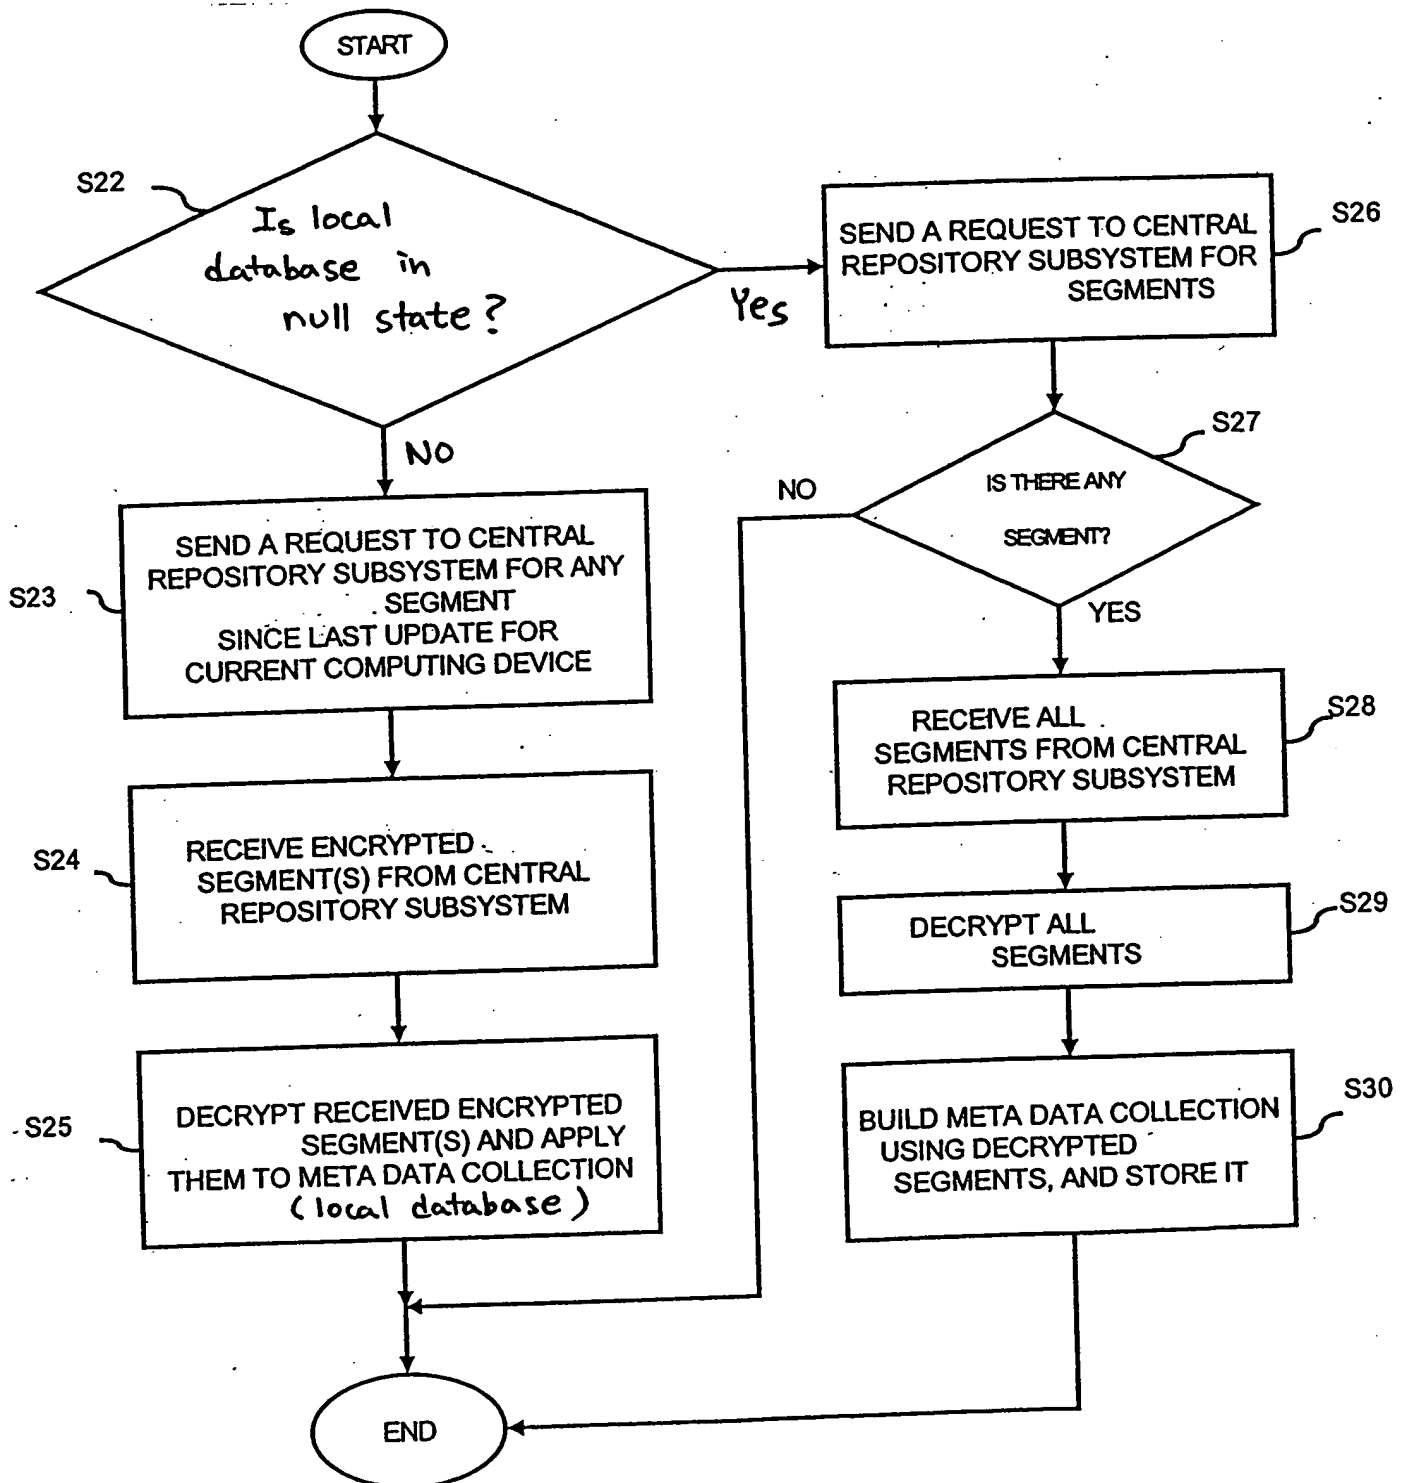 START
S22
Is local
database in
null state?
Yes
NO
S23
SEND A REQUEST TO CENTRAL
REPOSITORY SUBSYSTEM FOR ANY
SEGMENT
SINCE LAST UPDATE FOR
CURRENT COMPUTING DEVICE
S24
RECEIVE ENCRYPTED
SEGMENT(S) FROM CENTRAL
REPOSITORY SUBSYSTEM
S25
DECRYPT RECEIVED ENCRYPTED
SEGMENT(S) AND APPLY
THEM TO META DATA COLLECTION
(local database)
S26
SEND A REQUEST TO CENTRAL
REPOSITORY SUBSYSTEM FOR
SEGMENTS
S27
IS THERE ANY
SEGMENT?
NO
YES
S28
RECEIVE ALL
SEGMENTS FROM CENTRAL
REPOSITORY SUBSYSTEM
S29
DECRYPT ALL
SEGMENTS
S30
BUILD META DATA COLLECTION
USING DECRYPTED
SEGMENTS, AND STORE IT
END